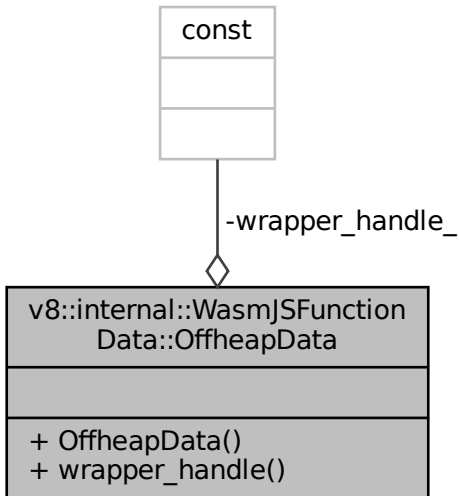 const
-wrapper_handle_
v8::internal::WasmJSFunction
Data::OffheapData
+ OffheapData()
+ wrapper_handle()